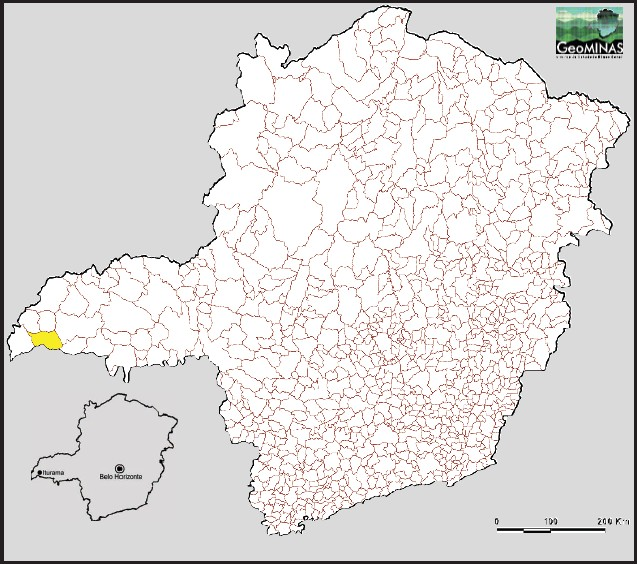 GeoMINAS
Iturama
Belo Horizonte
0 100 200 Km